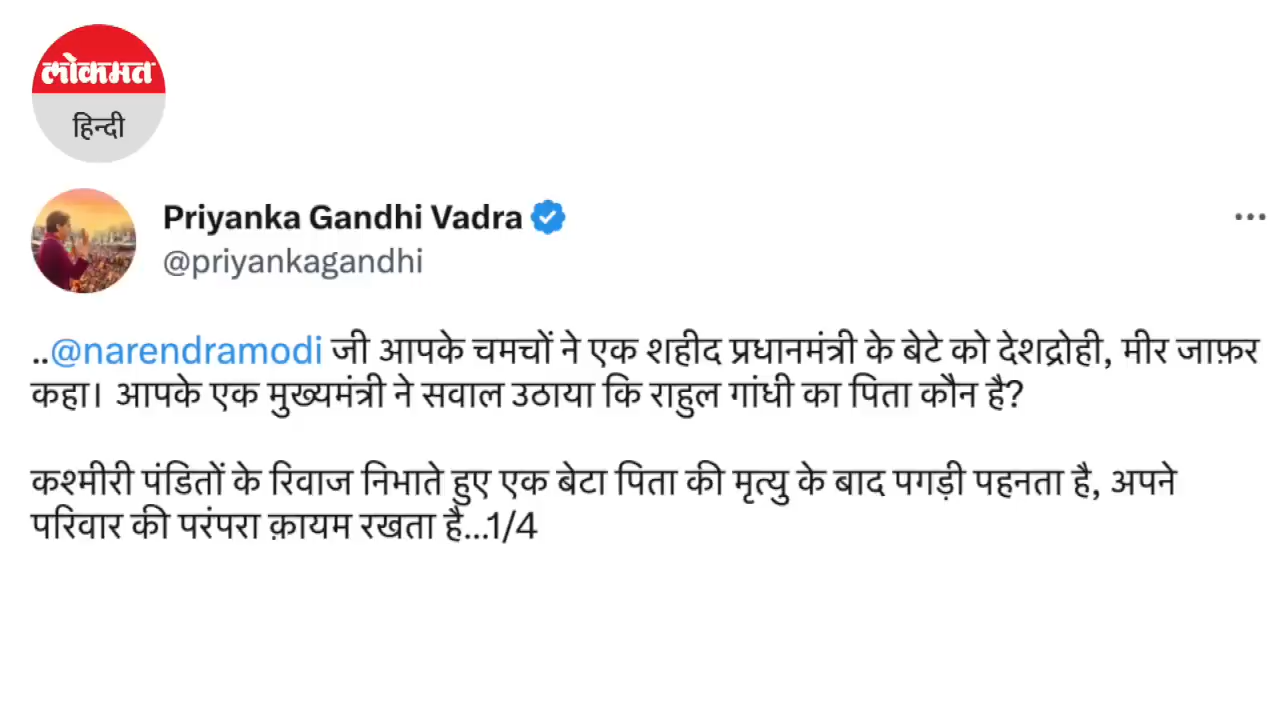 लोकमत
हिन्दी
Priyanka Gandhi Vadra
@priyankagandhi
..@narendramodi जी आपके चमचों ने एक शहीद प्रधानमंत्री के बेटे को देशद्रोही, मीर जाफ़र
कहा। आपके एक मुख्यमंत्री ने सवाल उठाया कि राहुल गांधी का पिता कौन है?
कश्मीरी पंडितों के रिवाज निभाते हुए एक बेटा पिता की मृत्यु के बाद पगड़ी पहनता है, अपने
परिवार की परंपरा क़ायम रखता है...1/4